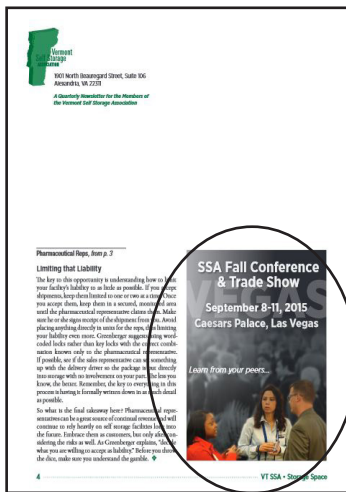 Vermont
Self Storage
ASSOCIATION
1901 North Beauregard Street, Suite 106
Alexandria, VA 22311
A Quarterly Newsletter for the Members of
the Vermont Self Storage Association
Pharmaceutical Reps, from p. 3
Limiting that Liability
The key to this opportunity is understanding how to limit
your facility's liability to as little as possible. If you accept
shipments, keep them limited to one or two at a time. Once
you accept them, keep them in a secured, monitored area
until the pharmaceutical representative claims them. Make
sure he or she signs receipt of the shipment from you. Avoid
placing anything directly in units for the reps, thus limiting
your liability even more. Greenberger suggests using word-
coded locks rather than key locks with the correct combi-
nation known only to the pharmaceutical representative.
If possible, see if the sales representative can set something
up with the delivery driver so the package is put directly
into storage with no involvement on your part. The less you
know, the better. Remember, the key to everything in this
process is having it formally written down in as much detail
as possible.
So what is the final takeaway here? Pharmaceutical repre-
sentatives can be a great source of continual revenue and will
continue to rely heavily on self storage facilities long into
the future. Embrace them as customers, but only after con-
sidering the risks as well. As Greenberger explains, "decide
what you are willing to accept as liability." Before you throw
the dice, make sure you understand the gamble.
VEGAS
SSA Fall Conference
& Trade Show
September 8-11, 2015
Caesars Palace, Las Vegas
Learn from your peers...
4
VT SSA • Storage Space